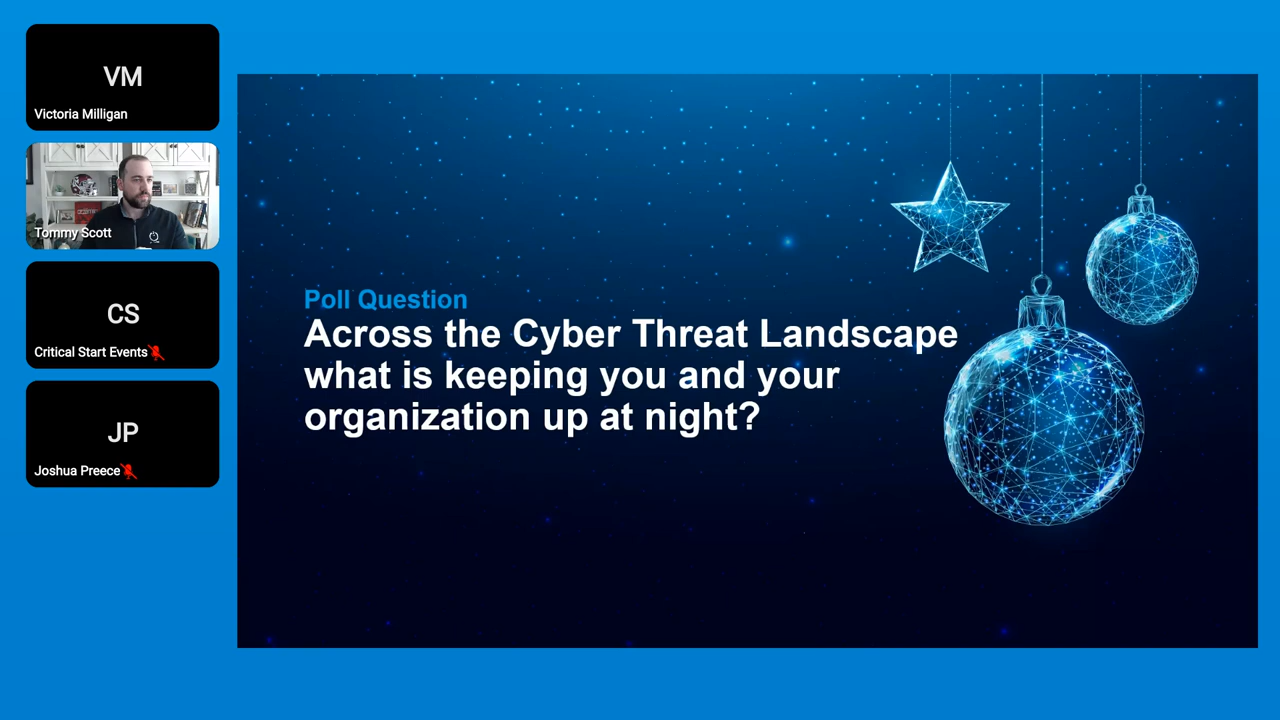 VM
Victoria Milligan
Tommy Scott
CS
Critical Start Events
JP
Joshua Preece
Poll Question
Across the Cyber Threat Landscape
what is keeping you and your
organization up at night?